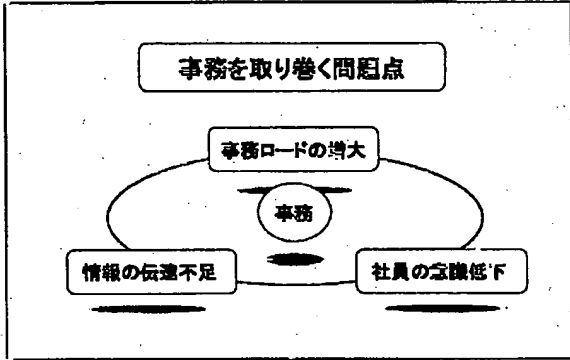 事務を取り巻く問題点
事務ロードの増大
事務
情報の伝達不足
社員の意識低下